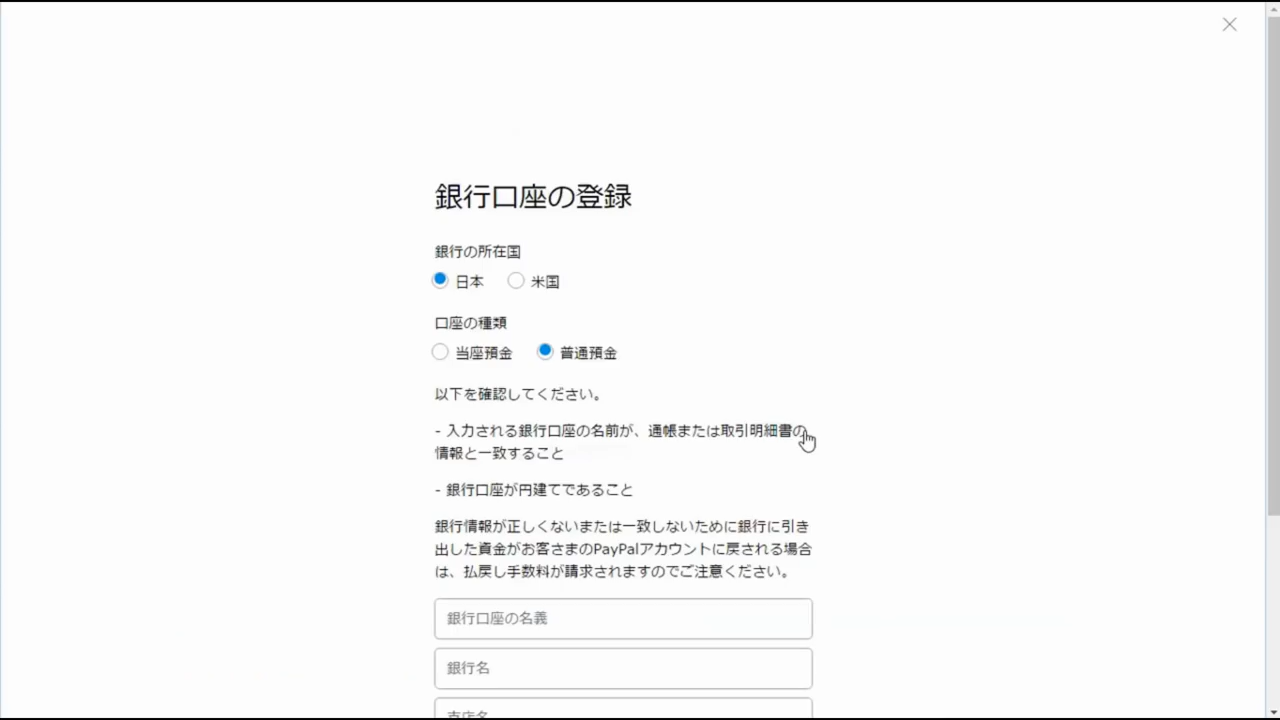 銀行口座の登録
銀行の所在国
日本 米国
口座の種類
当座預金 普通預金
以下を確認してください。
- 入力される銀行口座の名前が、通帳または取引明細書の
情報と一致すること
- 銀行口座が円建てであること
銀行情報が正しくないまたは一致しないために銀行に引き
出した資金がお客さまのPayPalアカウントに戻される場合
は、払戻し手数料が請求されますのでご注意ください。
銀行口座の名義
銀行名
支店名